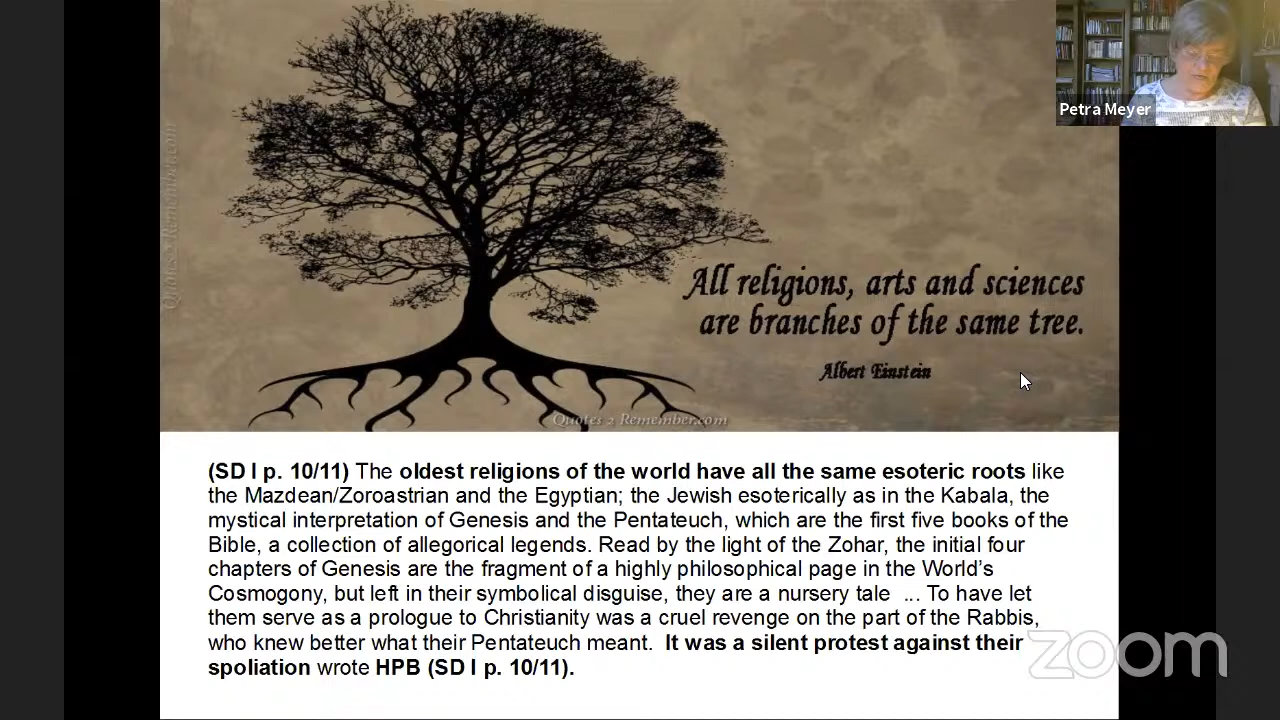 Petra Meyer
Quotes 2 Remember.com
All religions, arts and sciences
are branches of the same tree.
Albert Einstein
Quotes 2 Remember.com
(SD I p. 10/11) The oldest religions of the world have all the same esoteric roots like
the Mazdean/Zoroastrian and the Egyptian; the Jewish esoterically as in the Kabala, the
mystical interpretation of Genesis and the Pentateuch, which are the first five books of the
Bible, a collection of allegorical legends. Read by the light of the Zohar, the initial four
chapters of Genesis are the fragment of a highly philosophical page in the World’s
Cosmogony, but left in their symbolical disguise, they are a nursery tale ... To have let
them serve as a prologue to Christianity was a cruel revenge on the part of the Rabbis,
who knew better what their Pentateuch meant. It was a silent protest against their
spoliation wrote HPB (SD I p. 10/11).
zoom